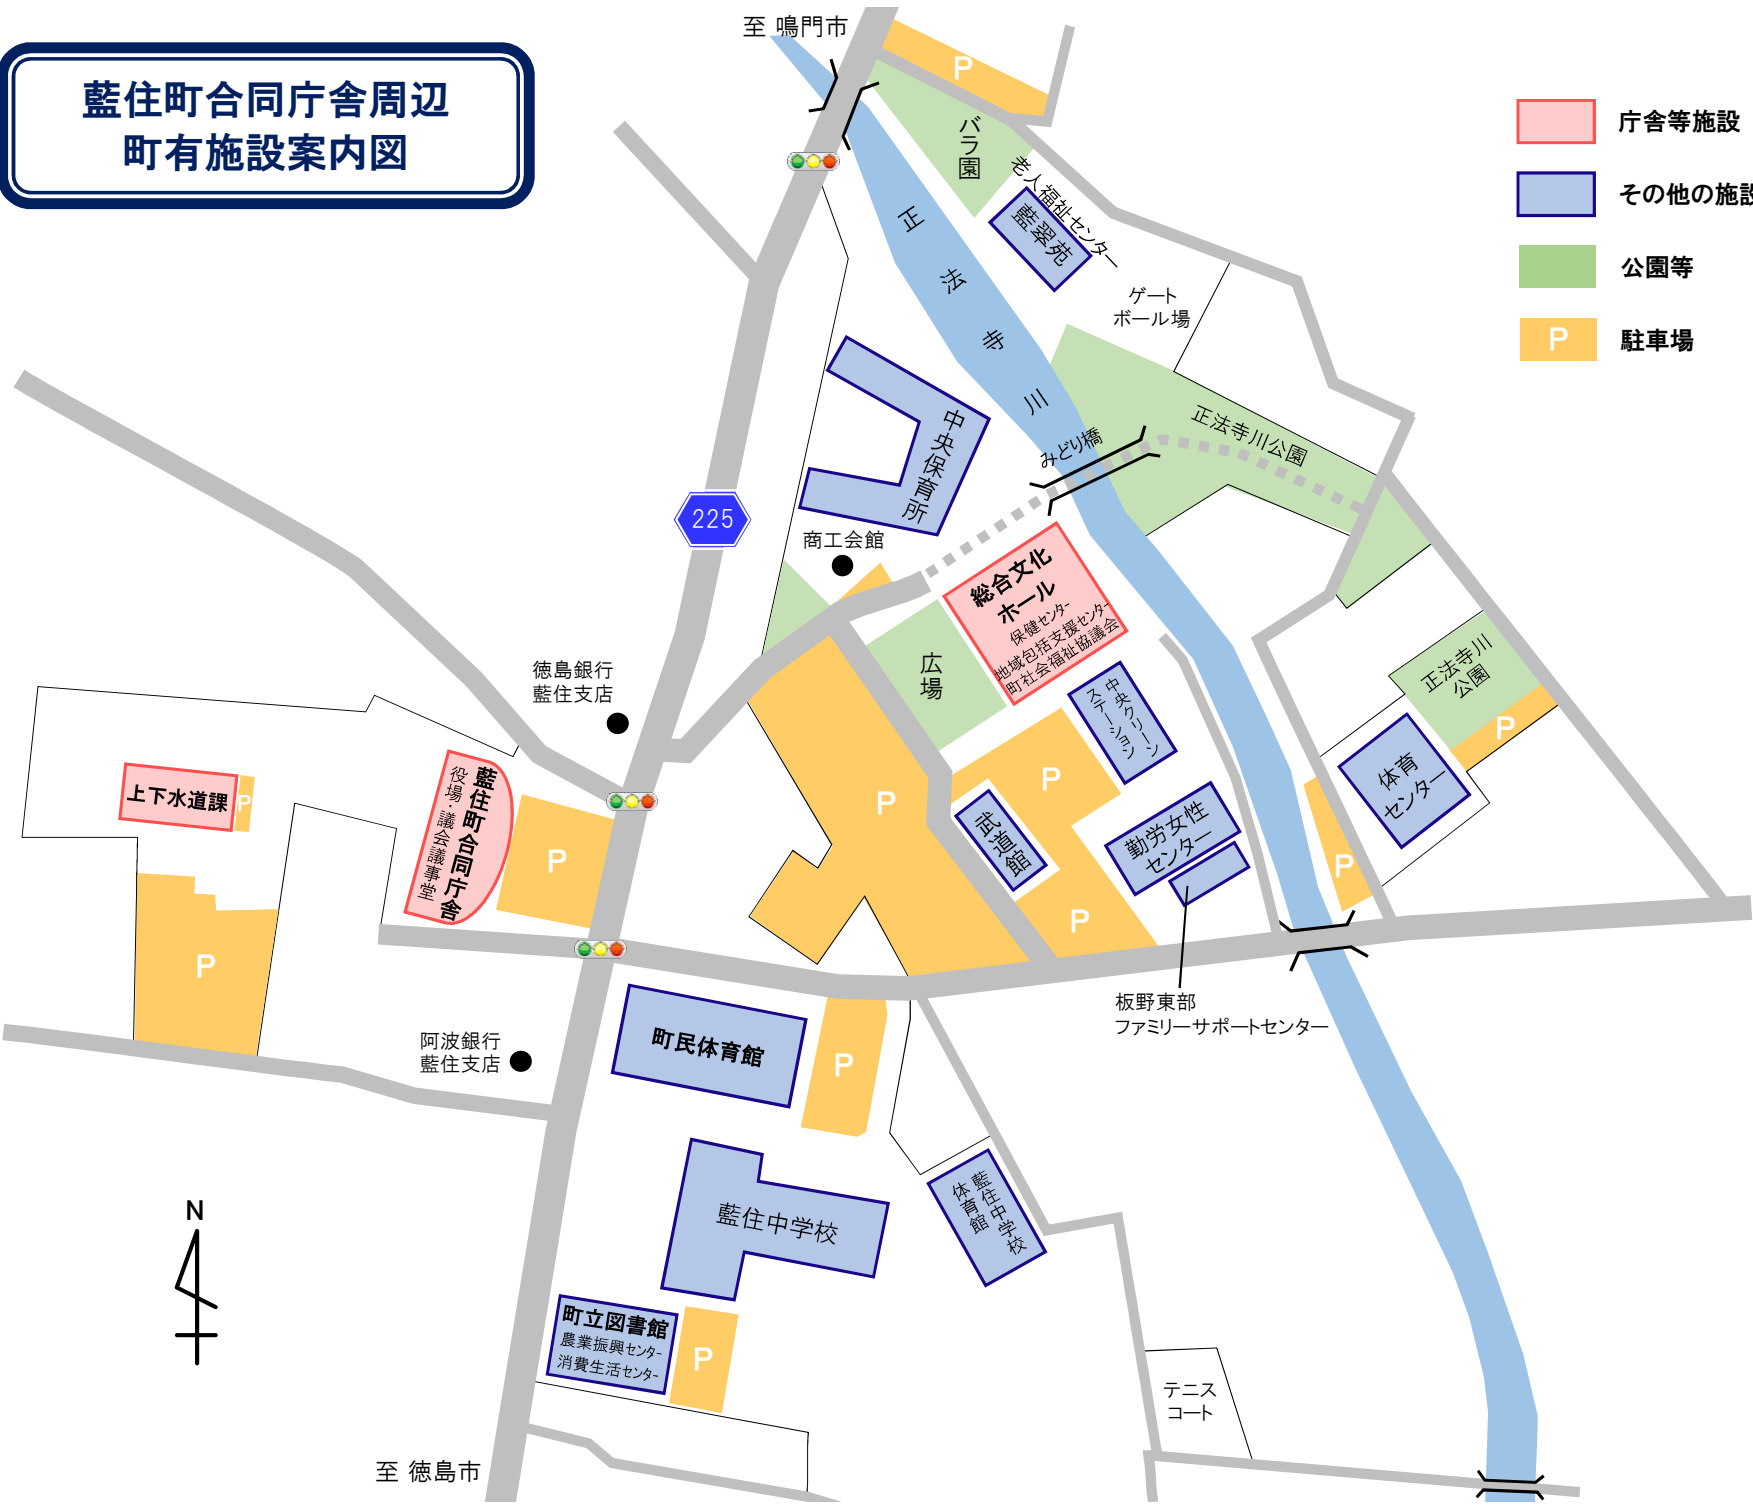 藍住町合同庁舎周辺
町有施設案内図
至 鳴門市
庁舎等施設
その他の施設
公園等
P
駐車場
P
バラ園
老人福祉センター
藍翠苑
正法寺川
ゲート
ボール場
中央保育所
みどり橋
正法寺川公園
225
商工会館
総合文化
ホール
保健センター
地域包括支援センター
町社会福祉協議会
広場
中央クリーン
ステーション
正法寺川
公園
P
体育
センター
P
徳島銀行
藍住支店
上下水道課
P
藍住町合同庁舎
役場・議会議事堂
P
P
P
武道館
勤労女性
センター
P
P
板野東部
ファミリーサポートセンター
阿波銀行
藍住支店
町民体育館
P
藍住中学校
藍住中学校
体育館
N
町立図書館
農業振興センター
消費生活センター
P
テニス
コート
至 徳島市